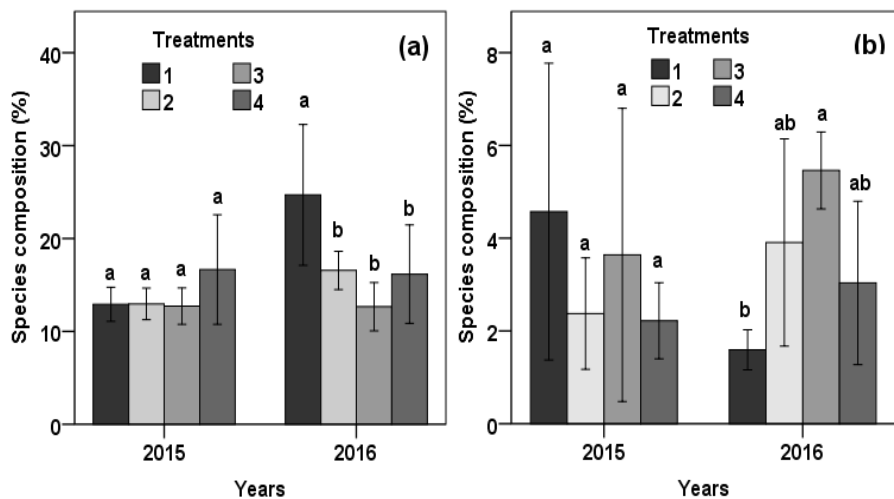 Treatments
(a)
1 3
2 4
Species composition (%)
40
30
20
10
0
a a a a
a b b b
2015 2016
Years
Treatments
(b)
1 3
2 4
Species composition (%)
8
6
4
2
0
a a a a
b ab a ab
2015 2016
Years